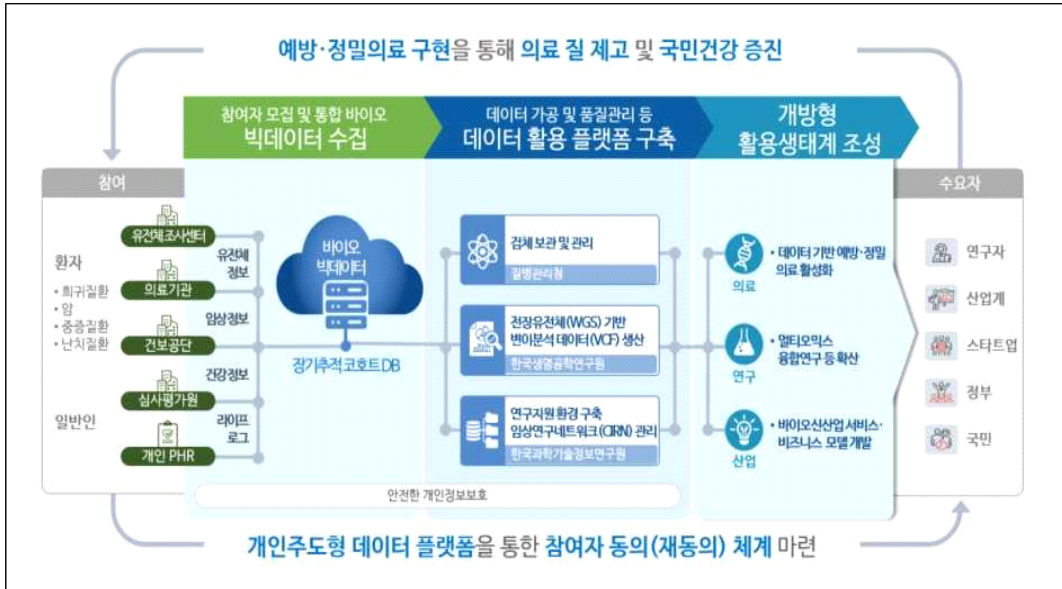 예방·정밀의료 구현을 통해 의료 질 제고 및 국민건강 증진
참여자 모집 및 통합 바이오
빅데이터 수집
데이터 가공 및 품질관리 등
데이터 활용 플랫폼 구축
개방형
활용생태계 조성
참여
환자
• 희귀질환
• 암
• 중증질환
• 난치질환
일반인
유전체조사센터
의료기관
건보공단
심사평가원
개인 PHR
유전체
정보
임상정보
건강정보
라이프
로그
바이오
빅데이터
장기추적코호트DB
검체 보관 및 관리
질병관리청
전장유전체(WGS) 기반
변이분석 데이터(VCF) 생산
한국생명공학연구원
연구지원 환경 구축
임상연구네트워크(CIRN) 관리
한국과학기술정보연구원
의료
• 데이터 기반 예방·정밀
의료 활성화
연구
• 멀티오믹스
융합연구 등 확산
산업
• 바이오신산업 서비스·
비즈니스 모델 개발
수요자
연구자
산업계
스타트업
정부
국민
안전한 개인정보보호
개인주도형 데이터 플랫폼을 통한 참여자 동의(재동의) 체계 마련